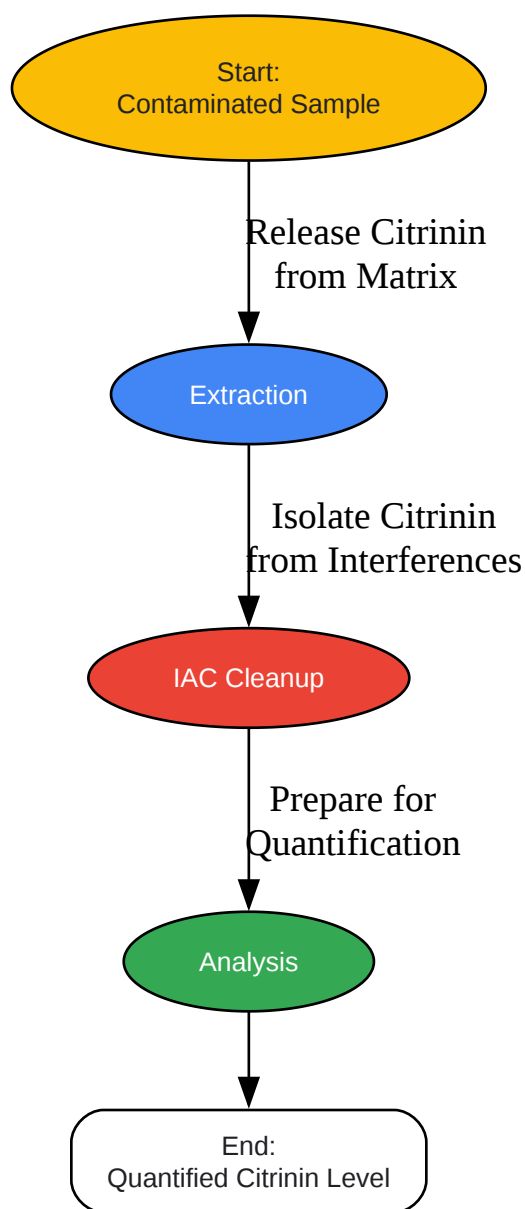 Start:
Contaminated Sample
Release Citrinin
from Matrix
Extraction
Isolate Citrinin
from Interferences
IAC Cleanup
Prepare for
Quantification
Analysis
End:
Quantified Citrinin Level